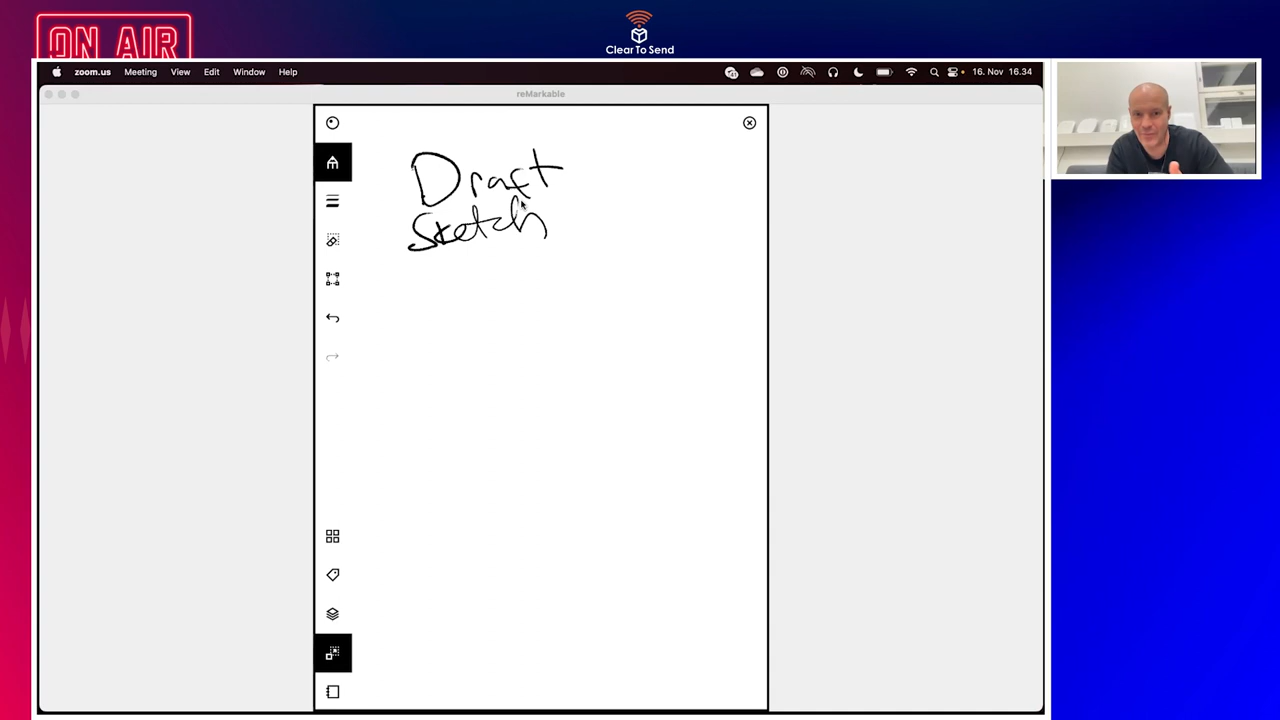 ON AIR
Clear To Send
zoom.us Meeting View Edit Window Help 16. Nov 16.34
reMarkable
Draft
Sketch